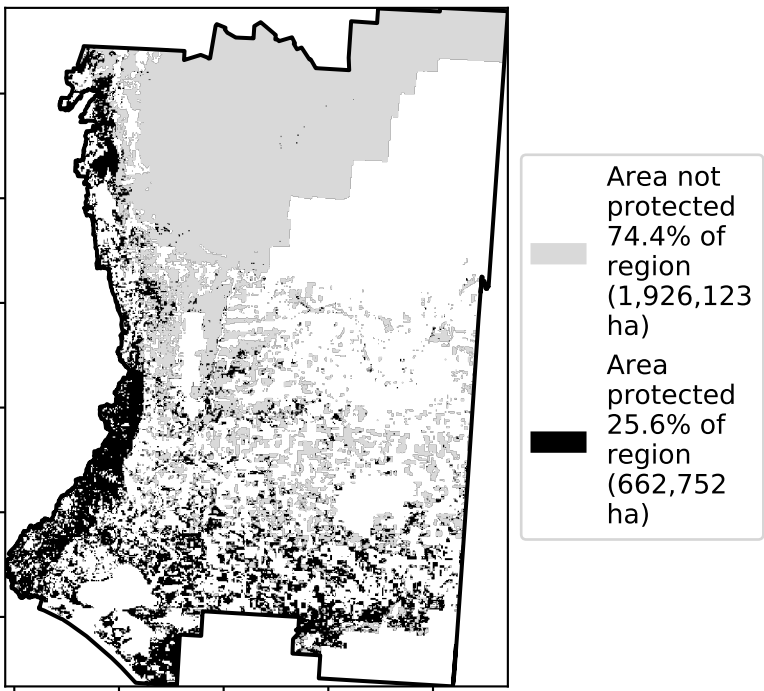 Area not
protected
74.4% of
region
(1,926,123
ha)
Area
protected
25.6% of
region
(662,752
ha)